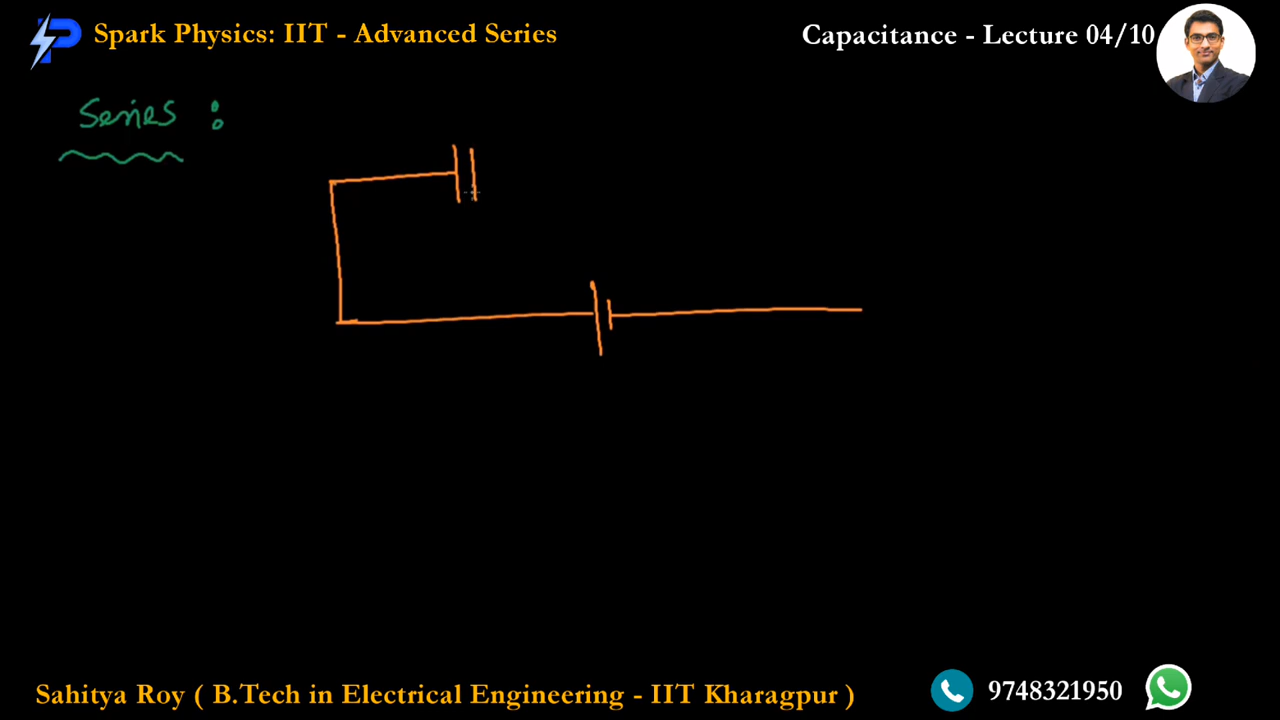 Spark Physics: IIT - Advanced Series
Capacitance - Lecture 04/10
Series :
Sahitya Roy ( B.Tech in Electrical Engineering - IIT Kharagpur )
9748321950